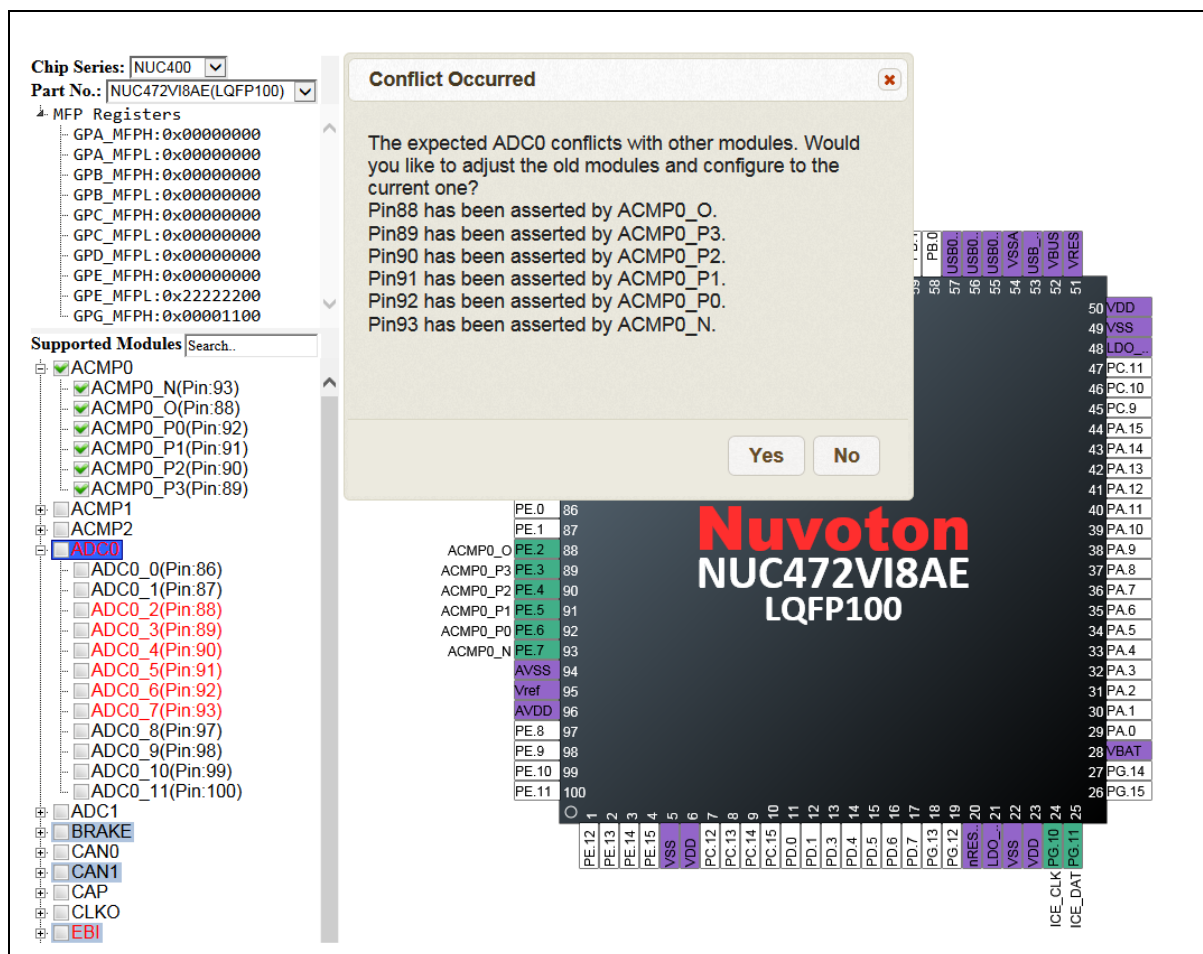 Chip Series: NUC400
Part No.: NUC472VI8AE(LQFP100)
MFP Registers
GPA_MFPH:0x00000000
GPA_MFPL:0x00000000
GPB_MFPH:0x00000000
GPB_MFPL:0x00000000
GPC_MFPH:0x00000000
GPC_MFPL:0x00000000
GPD_MFPL:0x00000000
GPE_MFPH:0x00000000
GPE_MFPL:0x22222200
GPG_MFPH:0x00001100
Supported Modules Search..
ACMP0
ACMP0_N(Pin:93)
ACMP0_O(Pin:88)
ACMP0_P0(Pin:92)
ACMP0_P1(Pin:91)
ACMP0_P2(Pin:90)
ACMP0_P3(Pin:89)
ACMP1
ACMP2
ADC0
ADC0_0(Pin:86)
ADC0_1(Pin:87)
ADC0_2(Pin:88)
ADC0_3(Pin:89)
ADC0_4(Pin:90)
ADC0_5(Pin:91)
ADC0_6(Pin:92)
ADC0_7(Pin:93)
ADC0_8(Pin:97)
ADC0_9(Pin:98)
ADC0_10(Pin:99)
ADC0_11(Pin:100)
ADC1
BRAKE
CAN0
CAN1
CAP
CLKO
EBI
Conflict Occurred
The expected ADC0 conflicts with other modules. Would
you like to adjust the old modules and configure to the
current one?
Pin88 has been asserted by ACMP0_O.
Pin89 has been asserted by ACMP0_P3.
Pin90 has been asserted by ACMP0_P2.
Pin91 has been asserted by ACMP0_P1.
Pin92 has been asserted by ACMP0_P0.
Pin93 has been asserted by ACMP0_N.
Yes No
PB.0 58
USB0.. 57
USB0.. 56
USB0.. 55
VSSA 54
USB_.. 53
VBUS 52
VRES 51
50 VDD
49 VSS
48 LDO_..
47 PC.11
46 PC.10
45 PC.9
44 PA.15
43 PA.14
42 PA.13
41 PA.12
40 PA.11
39 PA.10
38 PA.9
37 PA.8
36 PA.7
35 PA.6
34 PA.5
33 PA.4
32 PA.3
31 PA.2
30 PA.1
29 PA.0
28 VBAT
27 PG.14
26 PG.15
Nuvoton
NUC472VI8AE
LQFP100
PE.0 86
PE.1 87
ACMP0_O PE.2 88
ACMP0_P3 PE.3 89
ACMP0_P2 PE.4 90
ACMP0_P1 PE.5 91
ACMP0_P0 PE.6 92
ACMP0_N PE.7 93
AVSS 94
Vref 95
AVDD 96
PE.8 97
PE.9 98
PE.10 99
PE.11 100
PE.12 1
PE.13 2
PE.14 3
PE.15 4
VSS 5
VDD 6
PC.12 7
PC.13 8
PC.14 9
PC.15 10
PD.0 11
PD.1 12
PD.3 13
PD.4 14
PD.5 15
PD.6 16
PD.7 17
PG.13 18
PG.12 19
nRES.. 20
LDO_.. 21
VSS 22
VDD 23
ICE_CLK PG.10 24
ICE_DAT PG.11 25